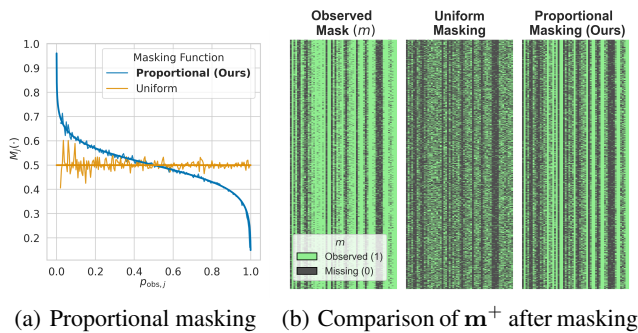 1.0
0.9
0.8
0.7
0.6
0.5
0.4
0.3
0.2
M_j(·)
Masking Function
Proportional (Ours)
Uniform
0.0 0.2 0.4 0.6 0.8 1.0
p_obs, j
Observed
Mask (m)
Uniform
Masking
Proportional
Masking (Ours)
m
Observed (1)
Missing (0)
(a) Proportional masking
(b) Comparison of m⁺ after masking